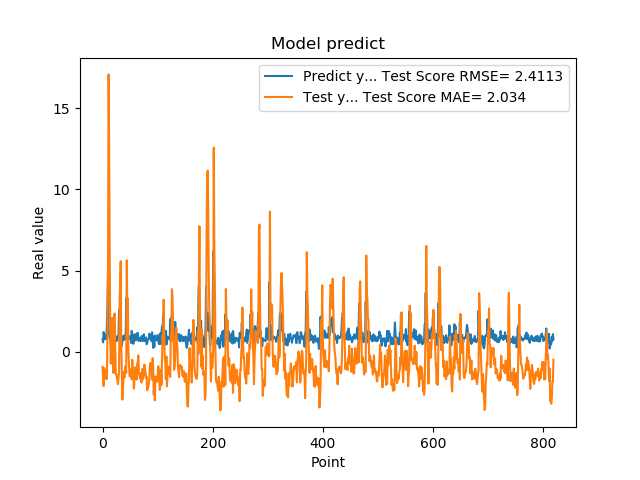 Model predict
Predict y... Test Score RMSE= 2.4113
Test y... Test Score MAE= 2.034
15
10
5
0
Real value
0 200 400 600 800
Point